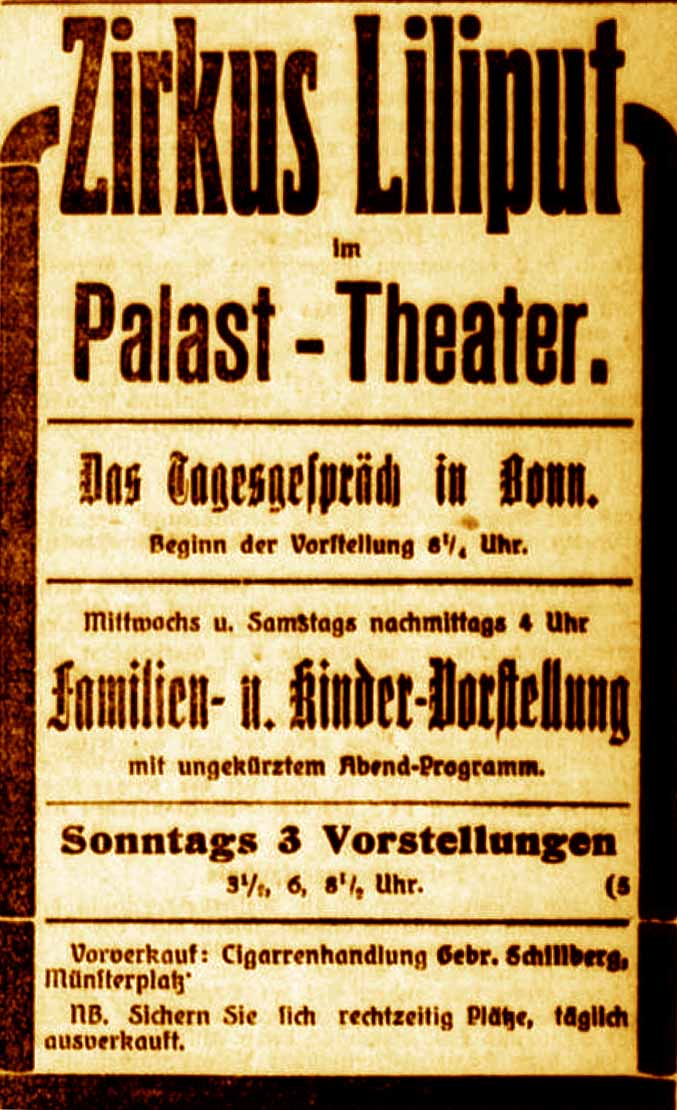 Zirkus Liliput
im
Palast-Theater.
Das Tagesgespräch in Bonn.
Beginn der Vorstellung 8¼ Uhr.
Mittwochs u. Samstags nachmittags 4 Uhr
Familien- u. Kinder-Vorstellung
mit ungekürztem Abend-Programm.
Sonntags 3 Vorstellungen
3½, 6, 8½ Uhr. (5
Vorverkauf: Cigarrenhandlung Gebr. Schillberg,
Münsterplatz
NB. Sichern Sie sich rechtzeitig Plätze, täglich
ausverkauft.